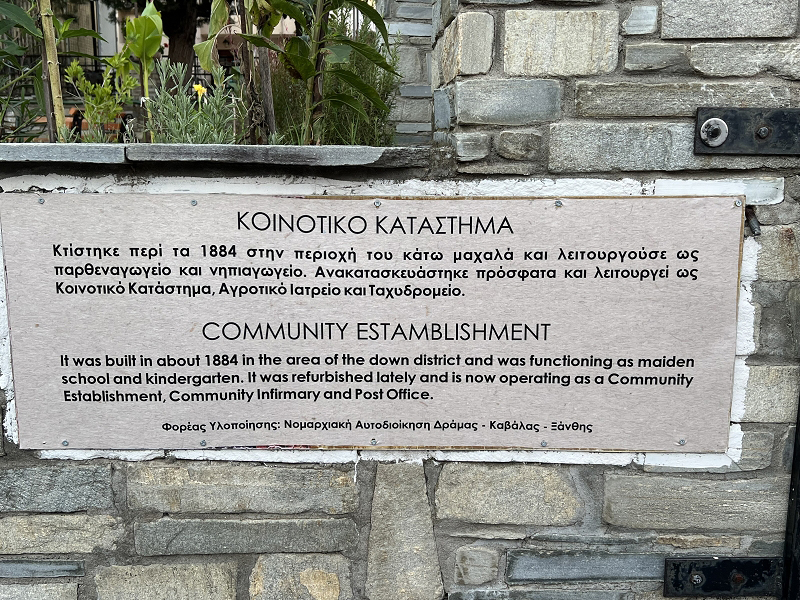 ΚΟΙΝΟΤΙΚΟ ΚΑΤΑΣΤΗΜΑ
Κτίστηκε περί τα 1884 στην περιοχή του κάτω μαχαλά και λειτουργούσε ως
παρθεναγωγείο και νηπιαγωγείο. Ανακατασκευάστηκε πρόσφατα και λειτουργεί ως
Κοινοτικό Κατάστημα, Αγροτικό Ιατρείο και Ταχυδρομείο.
COMMUNITY ESTAMBLISHMENT
It was built in about 1884 in the area of the down district and was functioning as maiden
school and kindergarten. It was refurbished lately and is now operating as a Community
Establishment, Community Infirmary and Post Office.
Φορέας Υλοποίησης: Νομαρχιακή Αυτοδιοίκηση Δράμας - Καβάλας - Ξάνθης